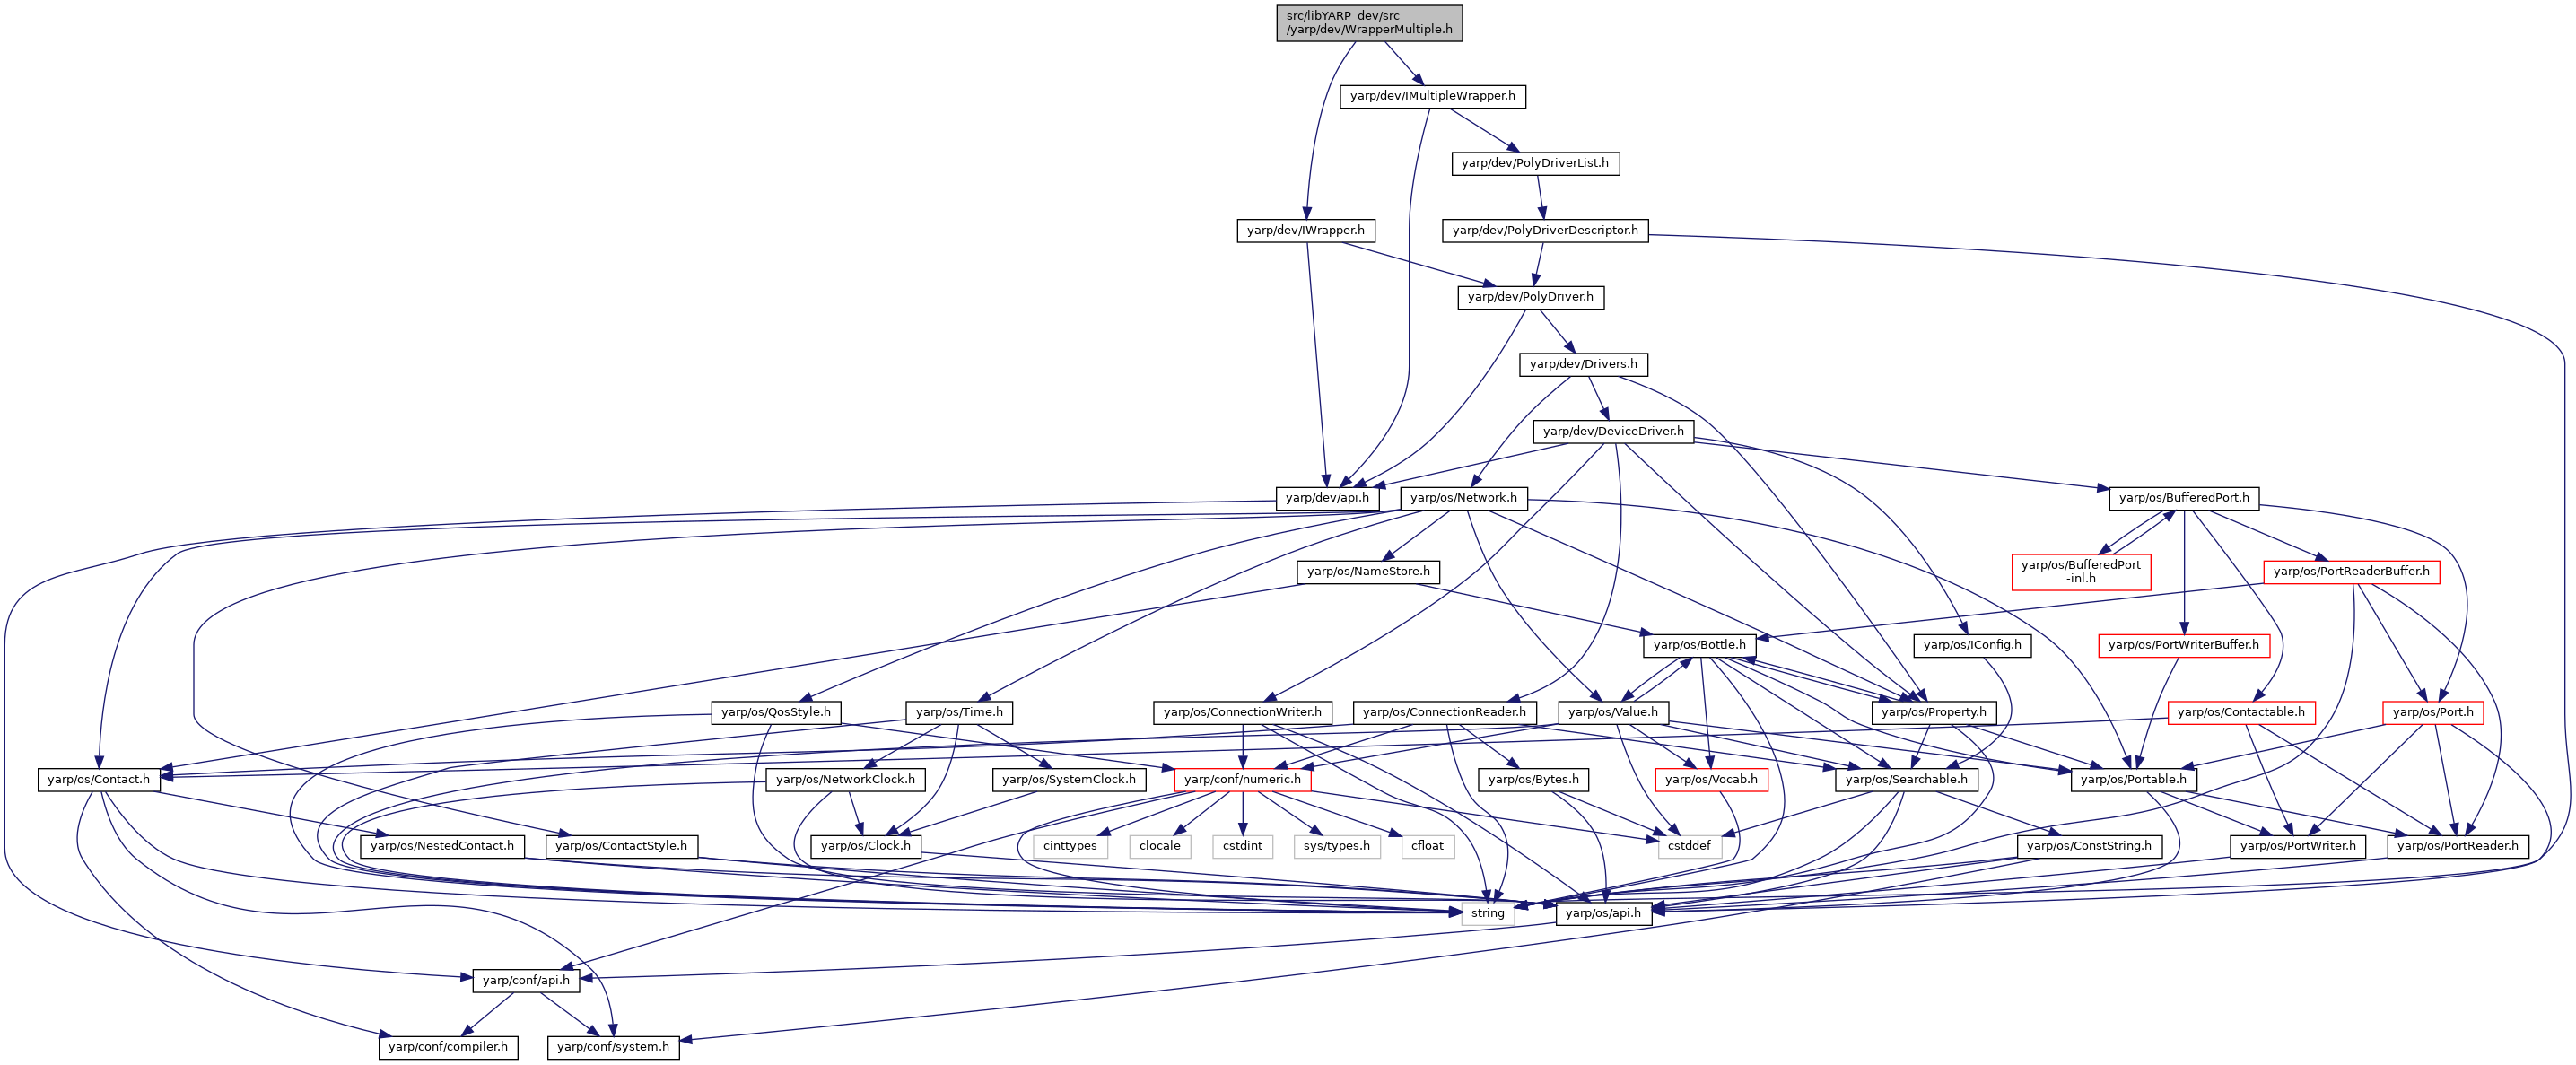 src/libYARP_dev/src
/yarp/dev/WrapperMultiple.h
yarp/dev/IMultipleWrapper.h
yarp/dev/PolyDriverList.h
yarp/dev/IWrapper.h
yarp/dev/PolyDriverDescriptor.h
yarp/dev/PolyDriver.h
yarp/dev/Drivers.h
yarp/dev/DeviceDriver.h
yarp/dev/api.h
yarp/os/Network.h
yarp/os/BufferedPort.h
yarp/os/NameStore.h
yarp/os/BufferedPort
-inl.h
yarp/os/PortReaderBuffer.h
yarp/os/Bottle.h
yarp/os/IConfig.h
yarp/os/PortWriterBuffer.h
yarp/os/QosStyle.h
yarp/os/Time.h
yarp/os/ConnectionWriter.h
yarp/os/ConnectionReader.h
yarp/os/Value.h
yarp/os/Property.h
yarp/os/Contactable.h
yarp/os/Port.h
yarp/os/Contact.h
yarp/os/NetworkClock.h
yarp/os/SystemClock.h
yarp/conf/numeric.h
yarp/os/Bytes.h
yarp/os/Vocab.h
yarp/os/Searchable.h
yarp/os/Portable.h
yarp/os/NestedContact.h
yarp/os/ContactStyle.h
yarp/os/Clock.h
cinttypes
clocale
cstdint
sys/types.h
cfloat
cstddef
yarp/os/ConstString.h
yarp/os/PortWriter.h
yarp/os/PortReader.h
string
yarp/os/api.h
yarp/conf/api.h
yarp/conf/compiler.h
yarp/conf/system.h